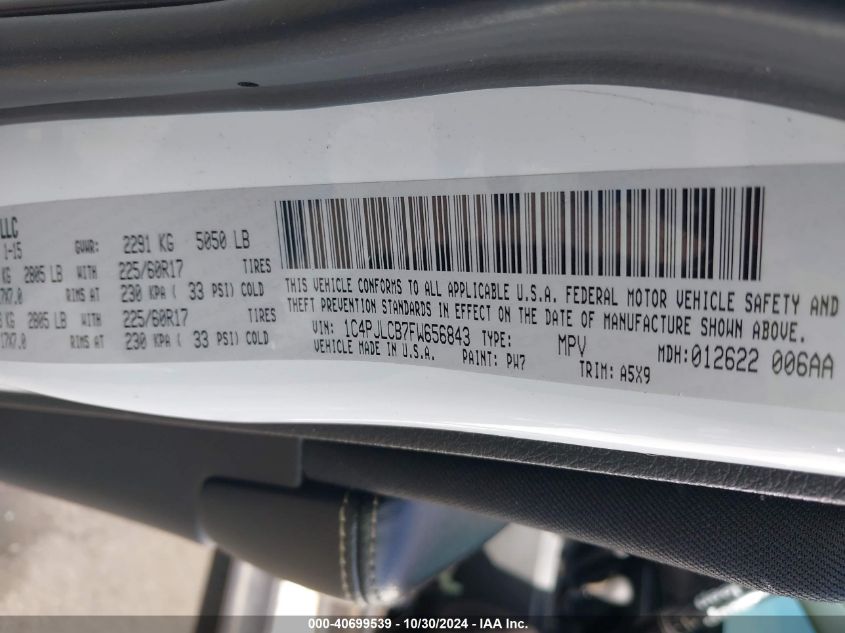 LLC
1-15 GVWR: 2291 KG 5050 LB
KG 2805 LB WITH 225/60R17 TIRES
17X7.0 RIMS AT 230 KPA ( 33 PSI) COLD
KG 2805 LB WITH 225/60R17 TIRES
17X7.0 RIMS AT 230 KPA ( 33 PSI) COLD
THIS VEHICLE CONFORMS TO ALL APPLICABLE U.S.A. FEDERAL MOTOR VEHICLE SAFETY AND
THEFT PREVENTION STANDARDS IN EFFECT ON THE DATE OF MANUFACTURE SHOWN ABOVE.
VIN: 1C4PJLCB7FW656843 TYPE: MPV MDH:012622 006AA
VEHICLE MADE IN U.S.A. PAINT: PW7 TRIM: A5X9
000-40699539 - 10/30/2024 - IAA Inc.